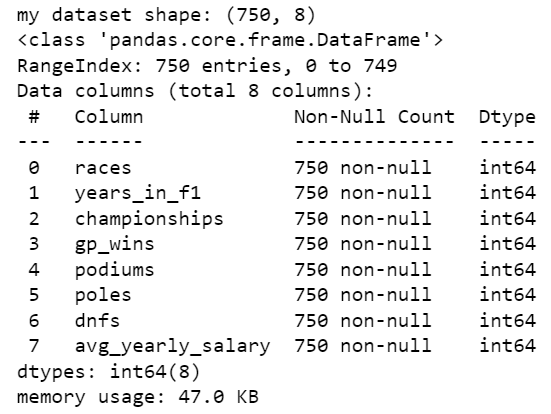 my dataset shape: (750, 8)
<class 'pandas.core.frame.DataFrame'>
RangeIndex: 750 entries, 0 to 749
Data columns (total 8 columns):
 #   Column             Non-Null Count  Dtype
---  ------             --------------  -----
 0   races              750 non-null    int64
 1   years_in_f1        750 non-null    int64
 2   championships      750 non-null    int64
 3   gp_wins            750 non-null    int64
 4   podiums            750 non-null    int64
 5   poles              750 non-null    int64
 6   dnfs               750 non-null    int64
 7   avg_yearly_salary  750 non-null    int64
dtypes: int64(8)
memory usage: 47.0 KB